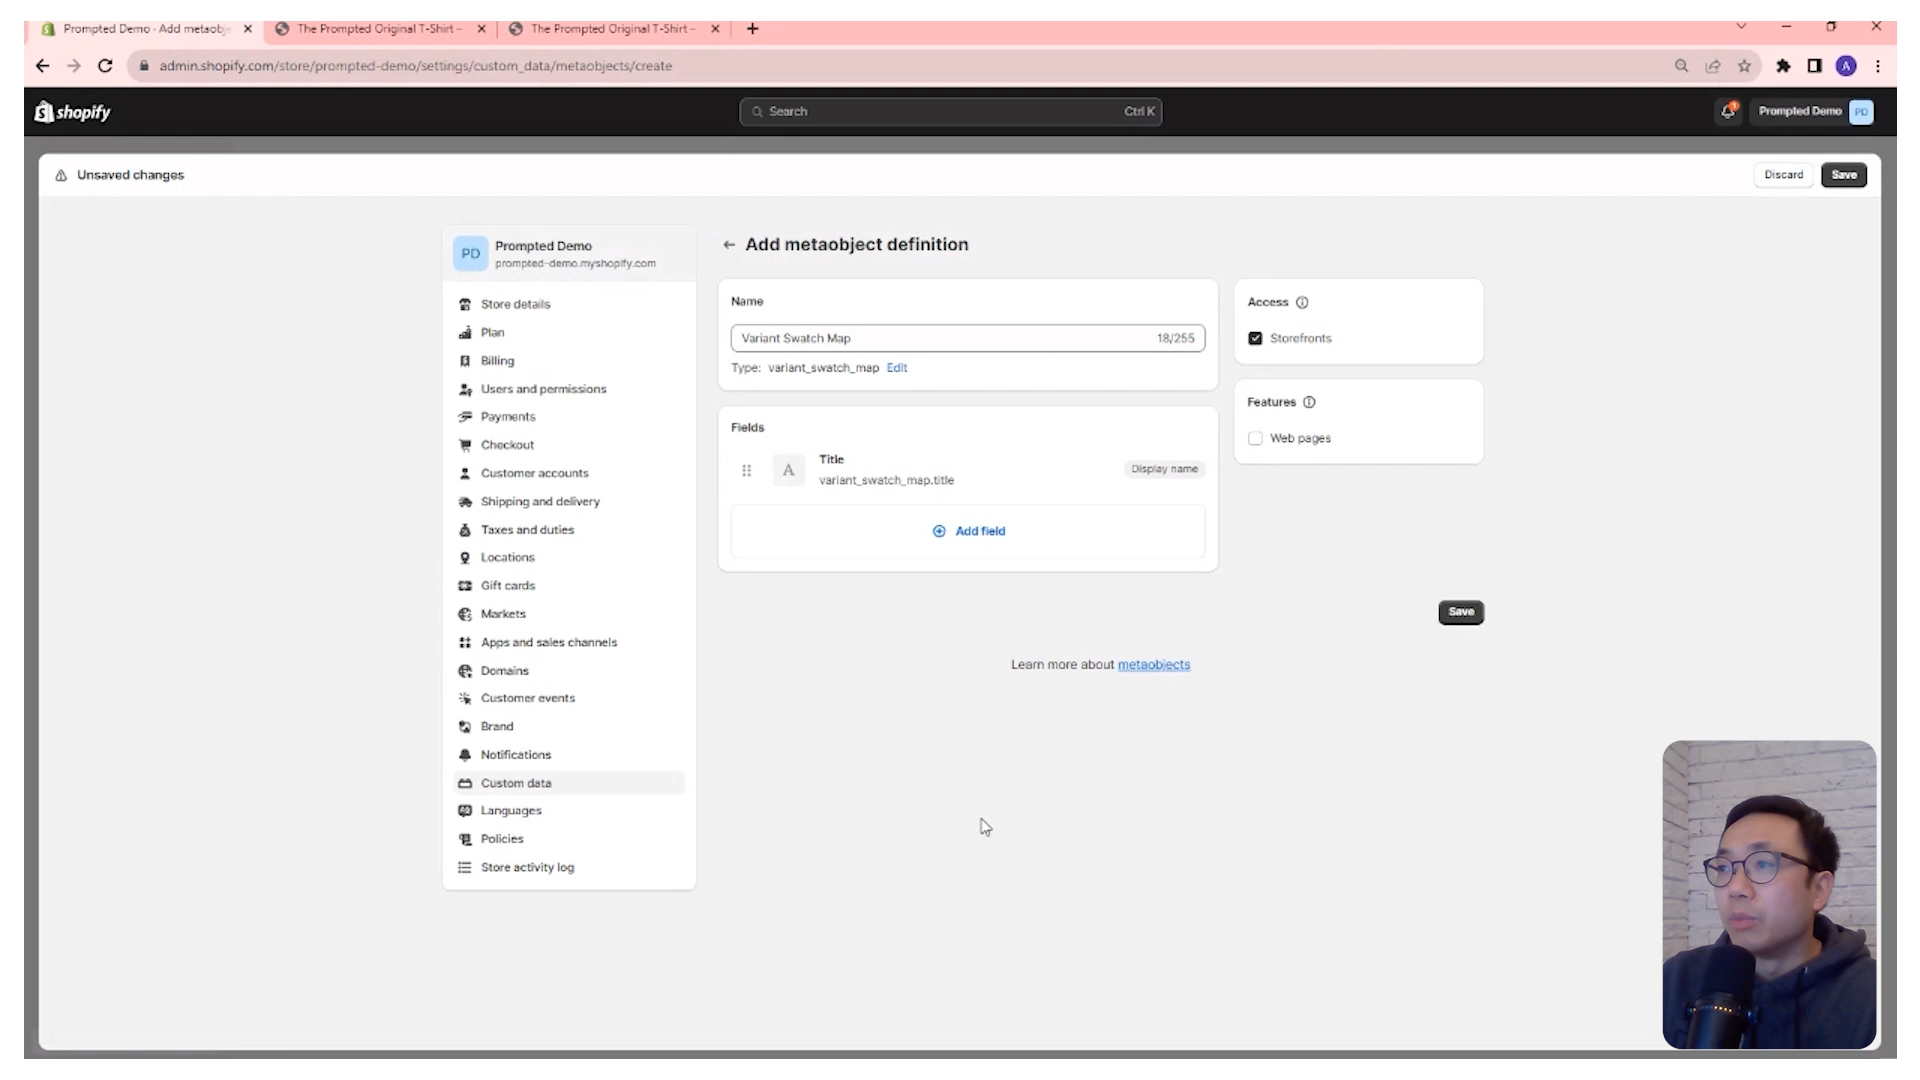 Prompted Demo - Add metaobje
The Prompted Original T-Shirt –
The Prompted Original T-Shirt –
admin.shopify.com/store/prompted-demo/settings/custom_data/metaobjects/create
A
shopify
Search
Ctrl K
Prompted Demo
PD
Unsaved changes
Discard
Save
PD
Prompted Demo
prompted-demo.myshopify.com
Store details
Plan
Billing
Users and permissions
Payments
Checkout
Customer accounts
Shipping and delivery
Taxes and duties
Locations
Gift cards
Markets
Apps and sales channels
Domains
Customer events
Brand
Notifications
Custom data
Languages
Policies
Store activity log
Add metaobject definition
Name
Variant Swatch Map
18/255
Type: variant_swatch_map Edit
Fields
A
Title
variant_swatch_map.title
Display name
Add field
Access
Storefronts
Features
Web pages
Save
Learn more about metaobjects